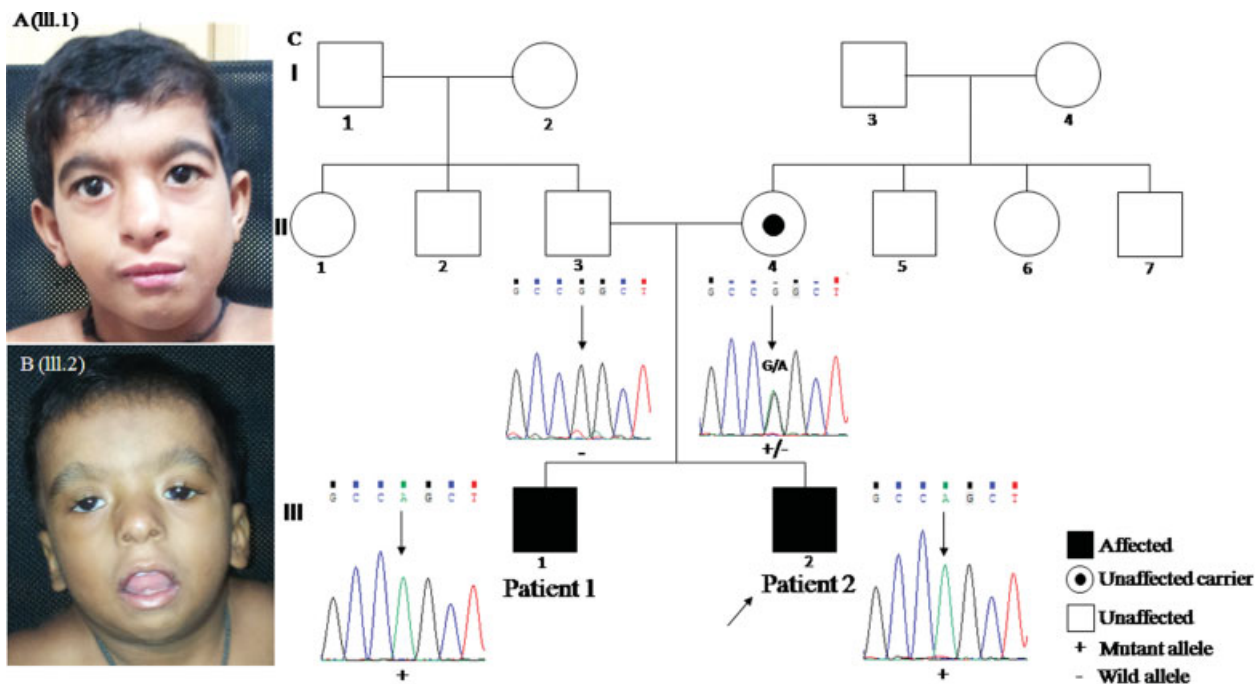 A (III.1)
C
I
1
2
3
4
II
1
2
3
4
5
6
7
G C C G G C T
G C C G G C T
G/A
-
+/-
B (III.2)
III
G C C A G C T
1
Patient 1
2
Patient 2
G C C A G C T
+
+
Affected
Unaffected carrier
Unaffected
+ Mutant allele
- Wild allele